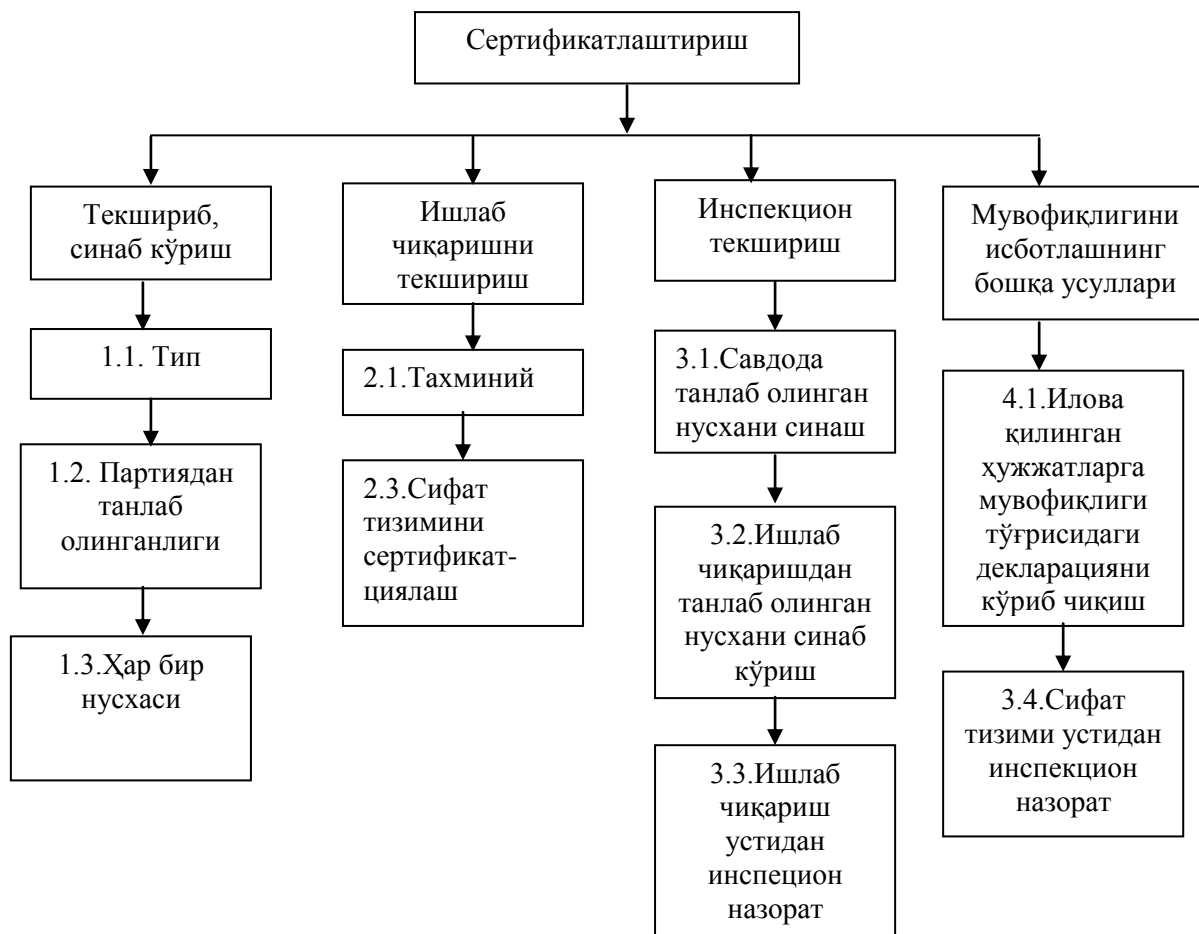 Сертификатлаштириш
Текшириб,
синаб кўриш
Ишлаб
чиқаришни
текшириш
Инспекцион
текшириш
Мувофиқлигини
исботлашнинг
бошқа усуллари
1.1. Тип
2.1.Тахминий
3.1.Савдода
танлаб олинган
нусхани синаш
4.1.Илова
қилинган
ҳужжатларга
мувофиқлиги
тўғрисидаги
декларацияни
кўриб чиқиш
1.2. Партиядан
танлаб
олинганлиги
2.3.Сифат
тизимини
сертификат-
циялаш
3.2.Ишлаб
чиқаришдан
танлаб олинган
нусхани синаб
кўриш
1.3.Ҳар бир
нусхаси
3.4.Сифат
тизими устидан
инспекцион
назорат
3.3.Ишлаб
чиқариш
устидан
инспецион
назорат